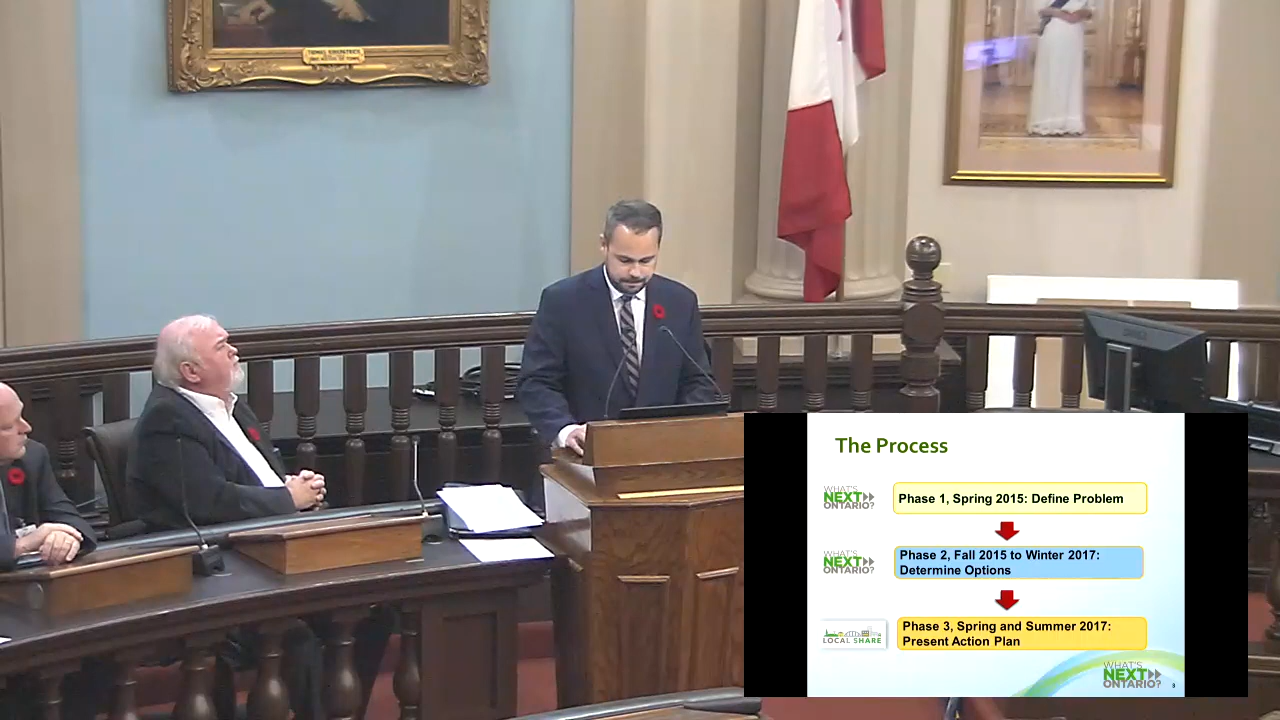 The Process
WHAT'S
NEXT
ONTARIO?
Phase 1, Spring 2015: Define Problem
WHAT'S
NEXT
ONTARIO?
Phase 2, Fall 2015 to Winter 2017:
Determine Options
LOCAL SHARE
Phase 3, Spring and Summer 2017:
Present Action Plan
WHAT'S
NEXT
ONTARIO?